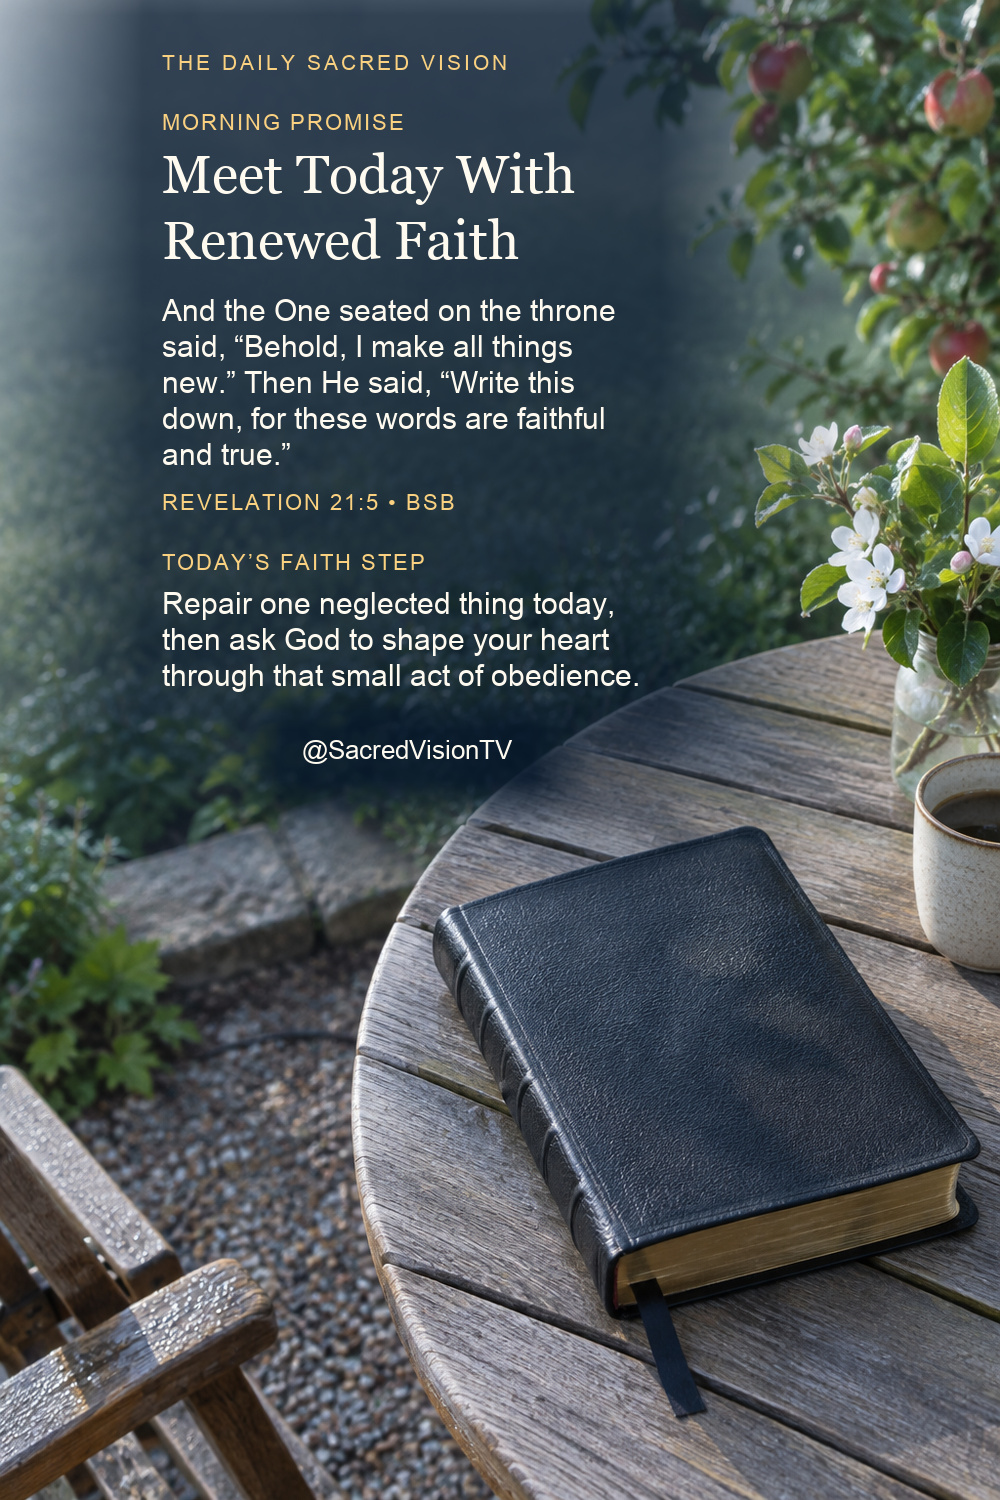 THE DAILY SACRED VISION
MORNING PROMISE
Meet Today With
Renewed Faith
And the One seated on the throne
said, “Behold, I make all things
new.” Then He said, “Write this
down, for these words are faithful
and true.”
REVELATION 21:5 • BSB
TODAY’S FAITH STEP
Repair one neglected thing today,
then ask God to shape your heart
through that small act of obedience.
@SacredVisionTV